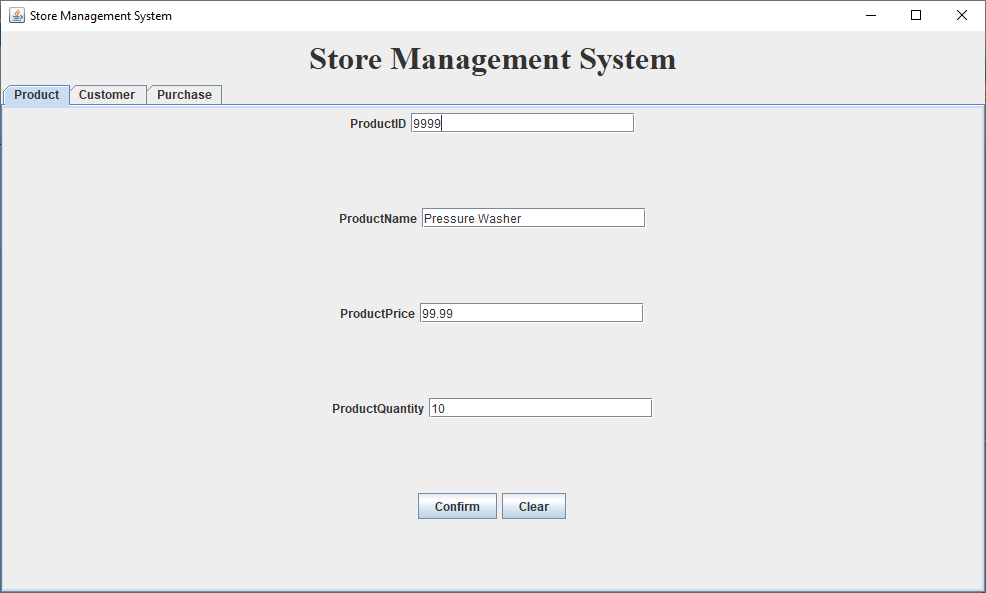 Store Management System
Store Management System
Product Customer Purchase
ProductID 9999
ProductName Pressure Washer
ProductPrice 99.99
ProductQuantity 10
Confirm Clear